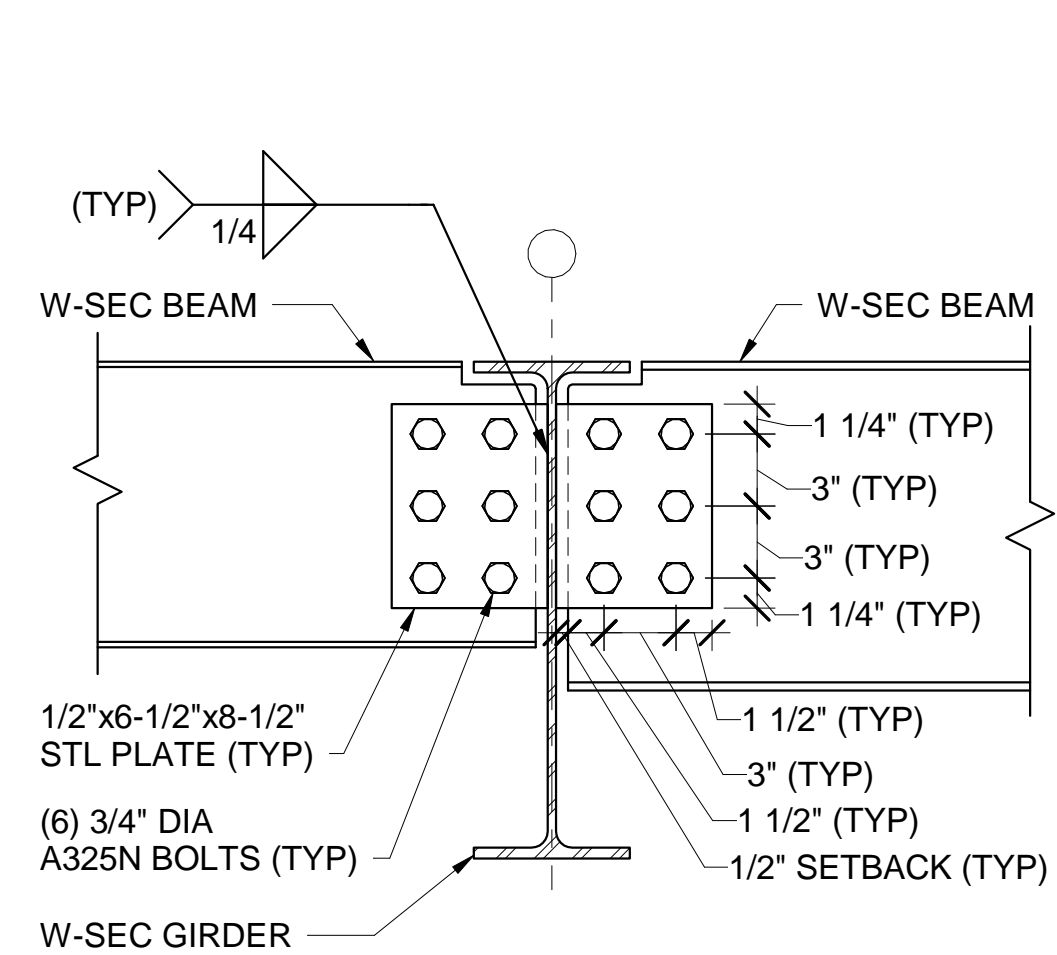 (TYP)
1/4
W-SEC BEAM
W-SEC BEAM
1 1/4" (TYP)
3" (TYP)
3" (TYP)
1 1/4" (TYP)
1/2"x6-1/2"x8-1/2"
STL PLATE (TYP)
1 1/2" (TYP)
3" (TYP)
(6) 3/4" DIA
A325N BOLTS (TYP)
1 1/2" (TYP)
1/2" SETBACK (TYP)
W-SEC GIRDER